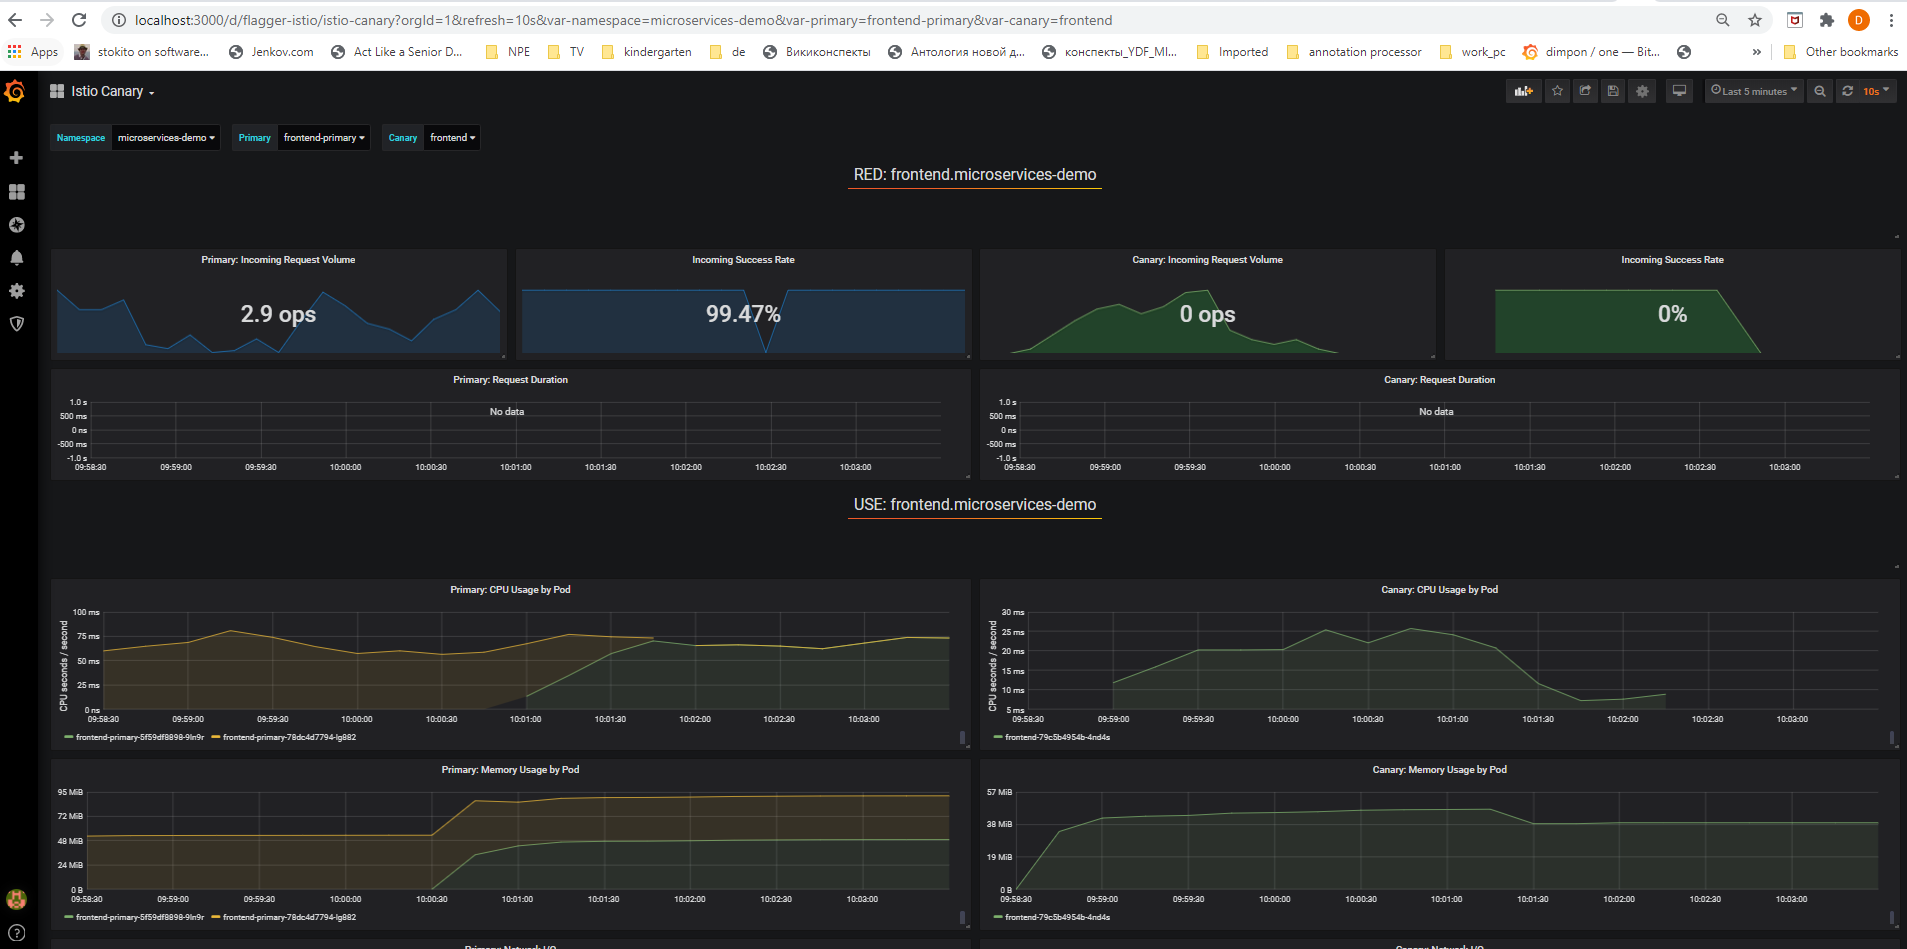 localhost:3000/d/flagger-istio/istio-canary?orgId=1&refresh=10s&var-namespace=microservices-demo&var-primary=frontend-primary&var-canary=frontend
D
Apps stokito on software... Jenkov.com Act Like a Senior D... NPE TV kindergarten de Викиконспекты Антология новой д... конспекты_YDF_MI... Imported annotation processor work_pc dimpon / one — Bit... » Other bookmarks
Istio Canary Last 5 minutes 10s
Namespace microservices-demo Primary frontend-primary Canary frontend
RED: frontend.microservices-demo
Primary: Incoming Request Volume Incoming Success Rate Canary: Incoming Request Volume Incoming Success Rate
2.9 ops 99.47% 0 ops 0%
Primary: Request Duration Canary: Request Duration
1.0 s 1.0 s
No data No data
500 ms 500 ms
0 ns 0 ns
-500 ms -500 ms
-1.0 s -1.0 s
09:58:30 09:59:00 09:59:30 10:00:00 10:00:30 10:01:00 10:01:30 10:02:00 10:02:30 10:03:00 09:58:30 09:59:00 09:59:30 10:00:00 10:00:30 10:01:00 10:01:30 10:02:00 10:02:30 10:03:00
USE: frontend.microservices-demo
Primary: CPU Usage by Pod
CPU seconds / second
100 ms
75 ms
50 ms
25 ms
0 ns
09:58:30 09:59:00 09:59:30 10:00:00 10:00:30 10:01:00 10:01:30 10:02:00 10:02:30 10:03:00
frontend-primary-5f59df8898-9ln9r frontend-primary-78dc4d7794-lg882
Canary: CPU Usage by Pod
CPU seconds / second
30 ms
25 ms
20 ms
15 ms
10 ms
5 ms
09:58:30 09:59:00 09:59:30 10:00:00 10:00:30 10:01:00 10:01:30 10:02:00 10:02:30 10:03:00
frontend-79c5b4954b-4nd4s
Primary: Memory Usage by Pod
95 MiB
72 MiB
48 MiB
24 MiB
0 B
09:58:30 09:59:00 09:59:30 10:00:00 10:00:30 10:01:00 10:01:30 10:02:00 10:02:30 10:03:00
frontend-primary-5f59df8898-9ln9r frontend-primary-78dc4d7794-lg882
Canary: Memory Usage by Pod
57 MiB
38 MiB
19 MiB
0 B
09:58:30 09:59:00 09:59:30 10:00:00 10:00:30 10:01:00 10:01:30 10:02:00 10:02:30 10:03:00
frontend-79c5b4954b-4nd4s
Primary: Network I/O Canary: Network I/O